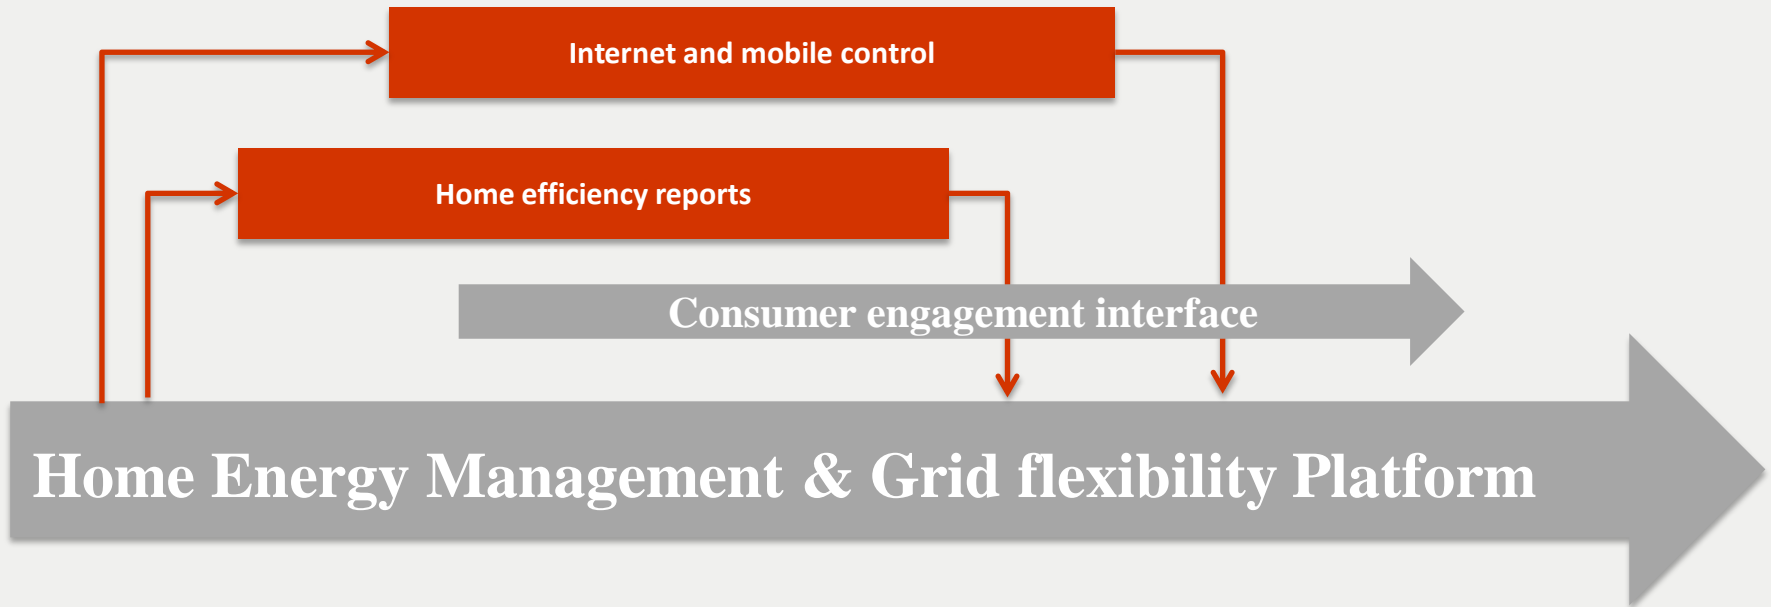 Internet and mobile control
Home efficiency reports
Consumer engagement interface
Home Energy Management & Grid flexibility Platform